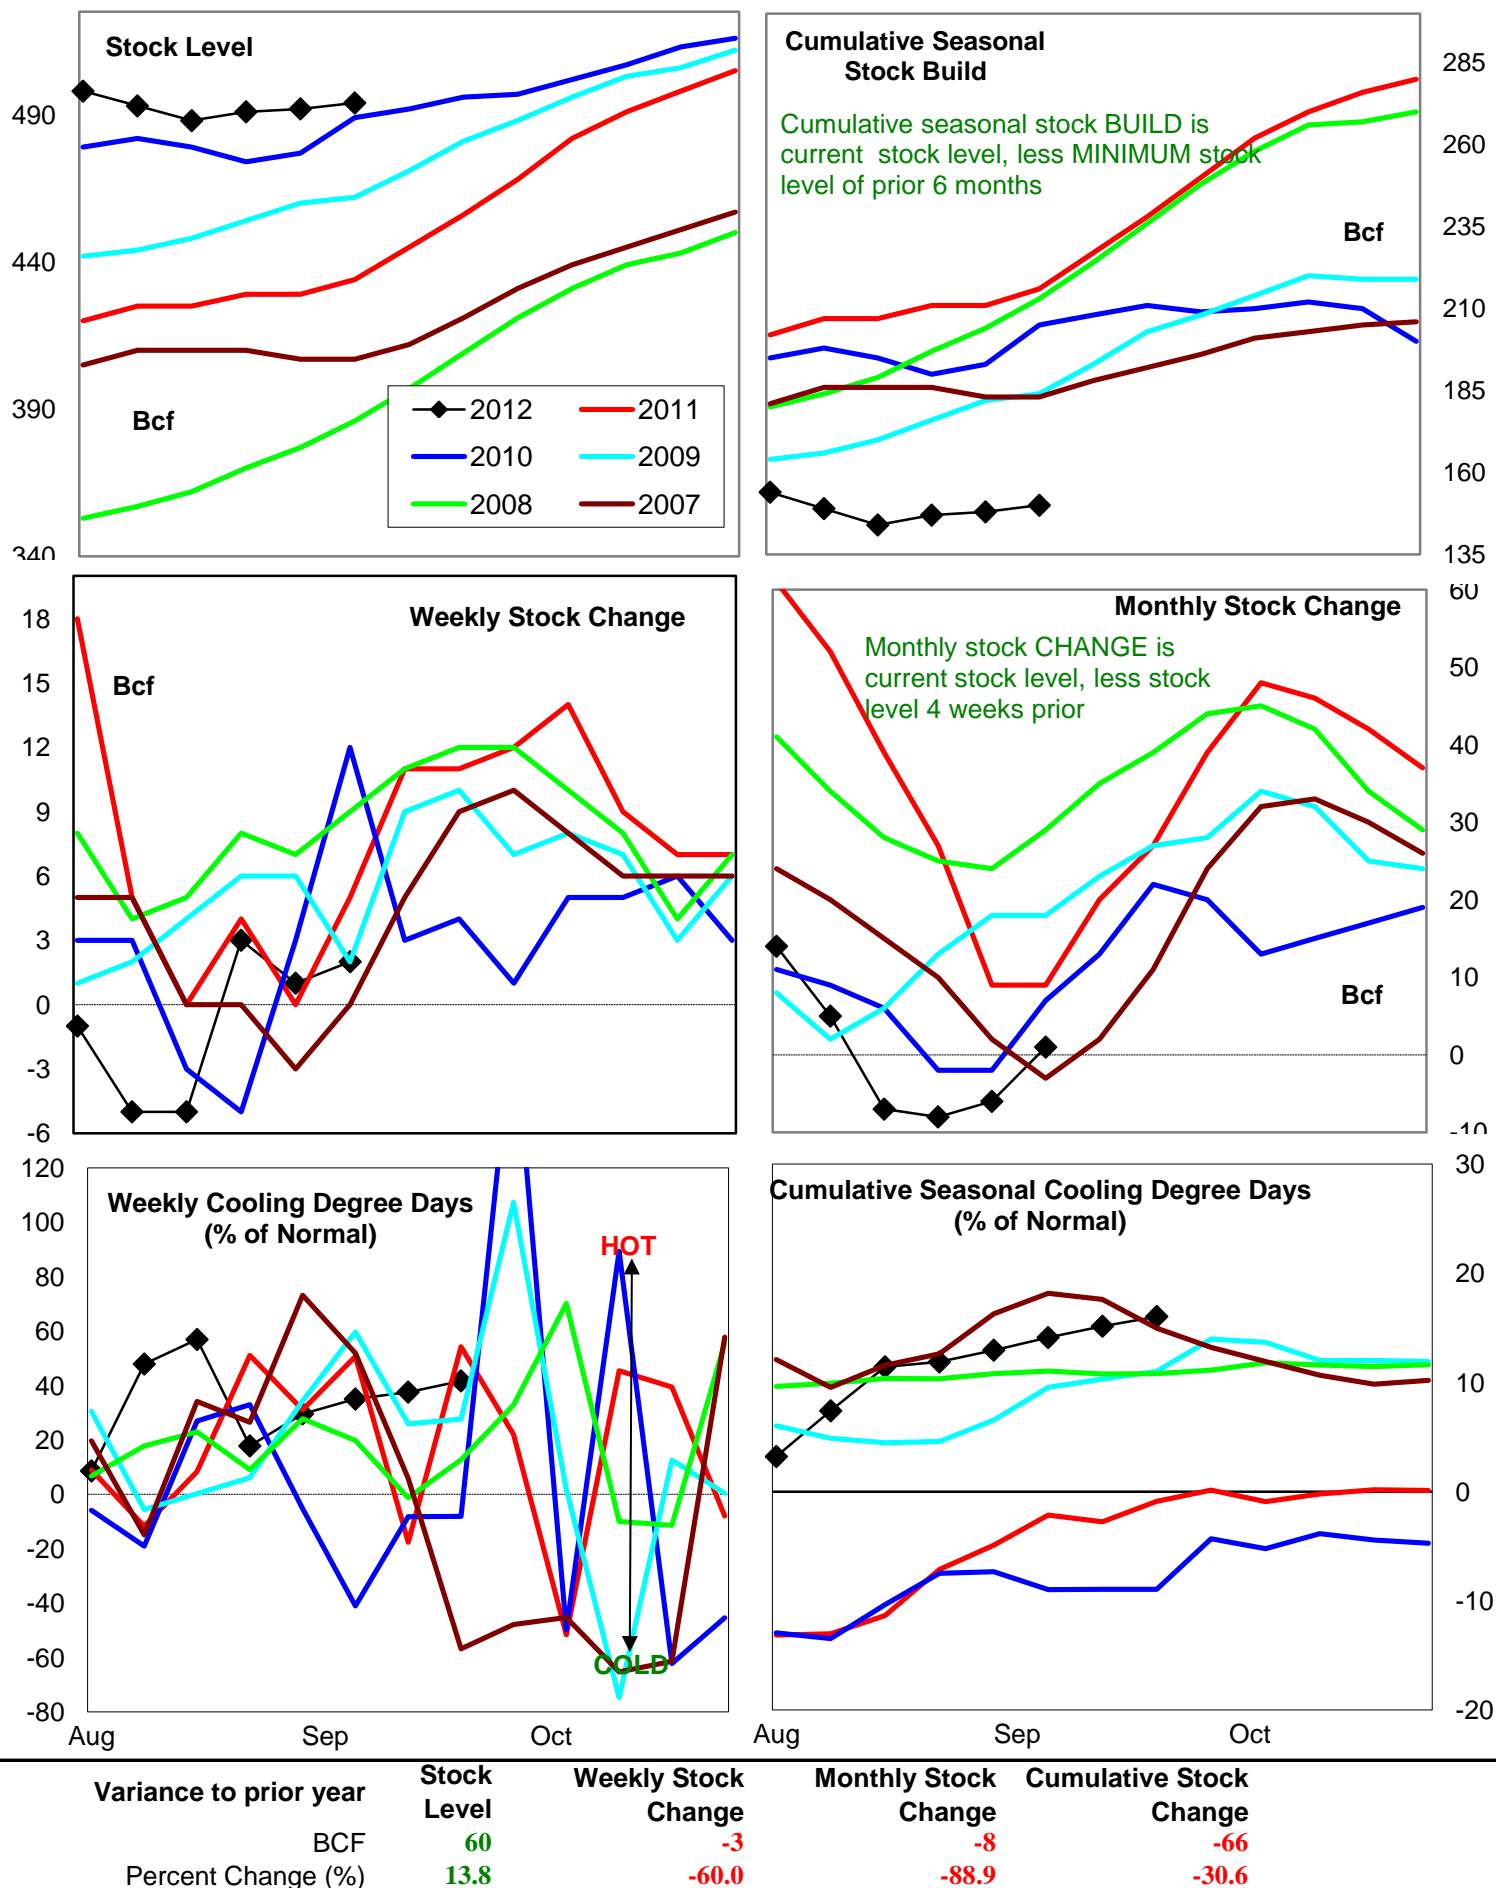 Stock Level
490
440
390
340
Bcf
2012
2011
2010
2009
2008
2007
Cumulative Seasonal
Stock Build
Cumulative seasonal stock BUILD is
current stock level, less MINIMUM stock
level of prior 6 months
Bcf
285
260
235
210
185
160
135
Weekly Stock Change
Bcf
18
15
12
9
6
3
0
-3
-6
Monthly Stock Change
Monthly stock CHANGE is
current stock level, less stock
level 4 weeks prior
Bcf
60
50
40
30
20
10
0
-10
Weekly Cooling Degree Days
(% of Normal)
HOT
COLD
120
100
80
60
40
20
0
-20
-40
-60
-80
Aug
Sep
Oct
Cumulative Seasonal Cooling Degree Days
(% of Normal)
30
20
10
0
-10
-20
Aug
Sep
Oct
Variance to prior year
Stock
Level
Weekly Stock
Change
Monthly Stock
Change
Cumulative Stock
Change
BCF 60 -3 -8 -66
Percent Change (%) 13.8 -60.0 -88.9 -30.6